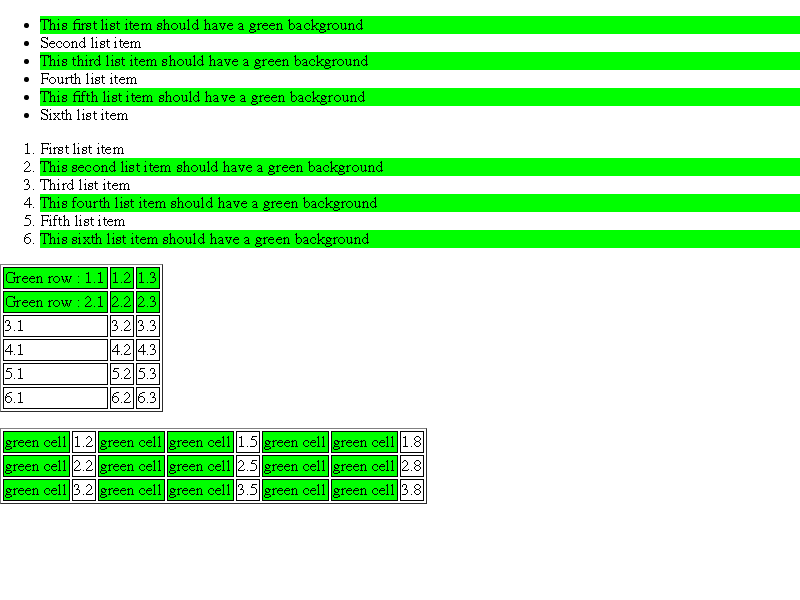 This first list item should have a green background
Second list item
This third list item should have a green background
Fourth list item
This fifth list item should have a green background
Sixth list item
1. First list item
2. This second list item should have a green background
3. Third list item
4. This fourth list item should have a green background
5. Fifth list item
6. This sixth list item should have a green background
Green row : 1.1 1.2 1.3
Green row : 2.1 2.2 2.3
3.1 3.2 3.3
4.1 4.2 4.3
5.1 5.2 5.3
6.1 6.2 6.3
green cell 1.2 green cell green cell 1.5 green cell green cell 1.8
green cell 2.2 green cell green cell 2.5 green cell green cell 2.8
green cell 3.2 green cell green cell 3.5 green cell green cell 3.8